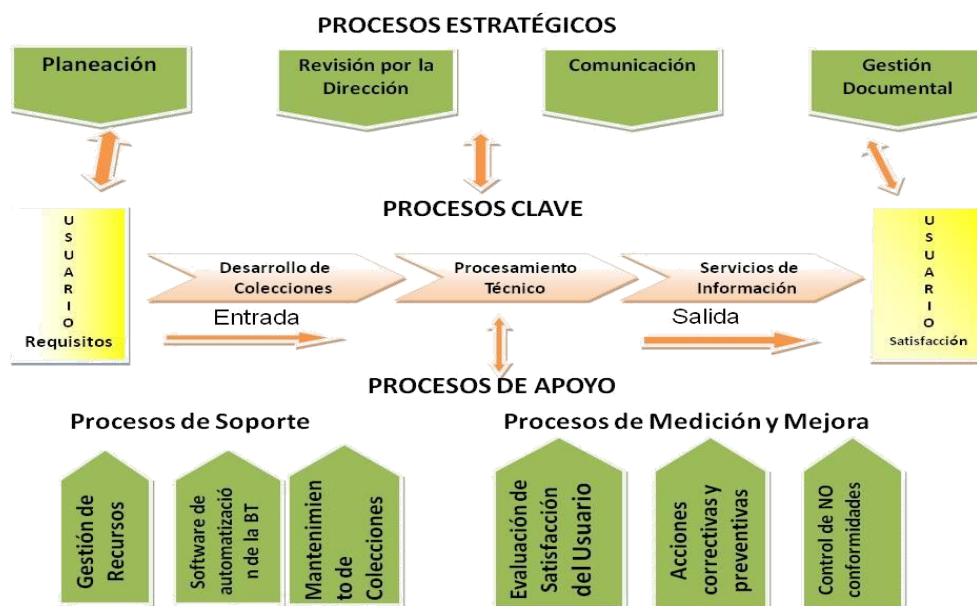 PROCESOS ESTRATÉGICOS
Planeación
Revisión por la
Dirección
Comunicación
Gestión
Documental
PROCESOS CLAVE
USUARIO
Requisitos
Desarrollo de
Colecciones
Procesamiento
Técnico
Servicios de
Información
USUARIO
Satisfacción
Entrada
Salida
PROCESOS DE APOYO
Procesos de Soporte
Procesos de Medición y Mejora
Gestión de
Recursos
Software de
automatizació
n de la BT
Mantenimien
to de
Colecciones
Evaluación de
Satisfacción
del Usuario
Acciones
correctivas y
preventivas
Control de NO
conformidades